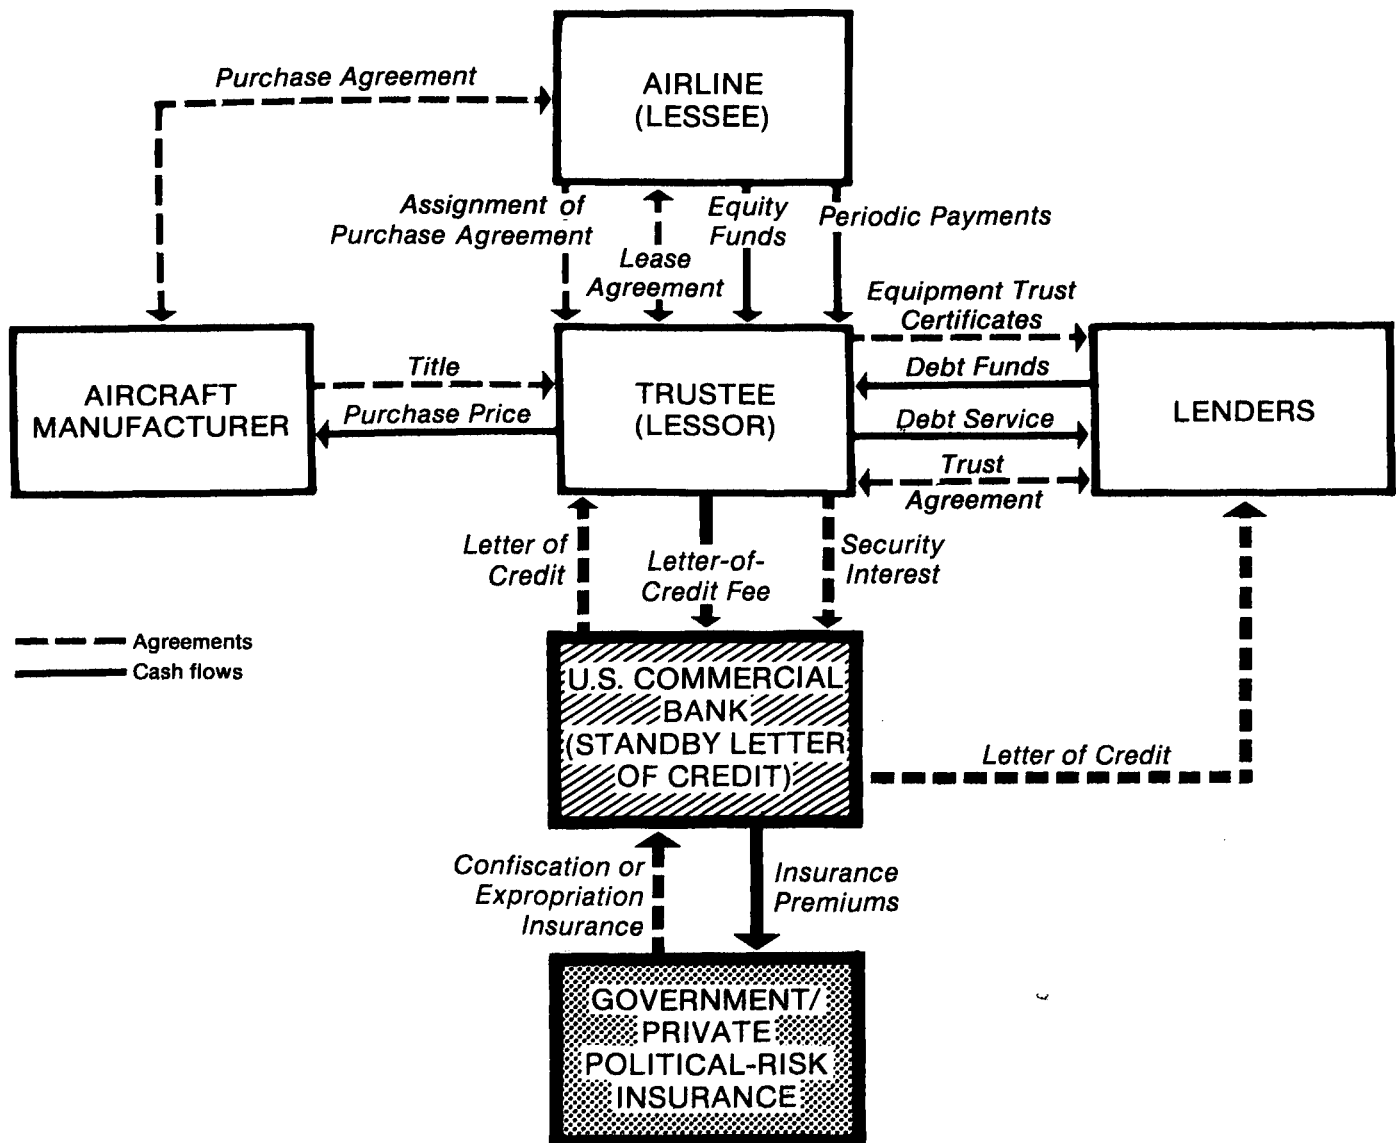 Purchase Agreement
AIRLINE
(LESSEE)
Assignment of
Purchase Agreement
Lease
Agreement
Equity
Funds
Periodic Payments
Equipment Trust
Certificates
AIRCRAFT
MANUFACTURER
Title
Purchase Price
TRUSTEE
(LESSOR)
Debt Funds
Debt Service
Trust
Agreement
LENDERS
Letter of
Credit
Letter-of-
Credit Fee
Security
Interest
Agreements
Cash flows
U.S. COMMERCIAL
BANK
(STANDBY LETTER
OF CREDIT)
Letter of Credit
Confiscation or
Expropriation
Insurance
Insurance
Premiums
GOVERNMENT/
PRIVATE
POLITICAL-RISK
INSURANCE